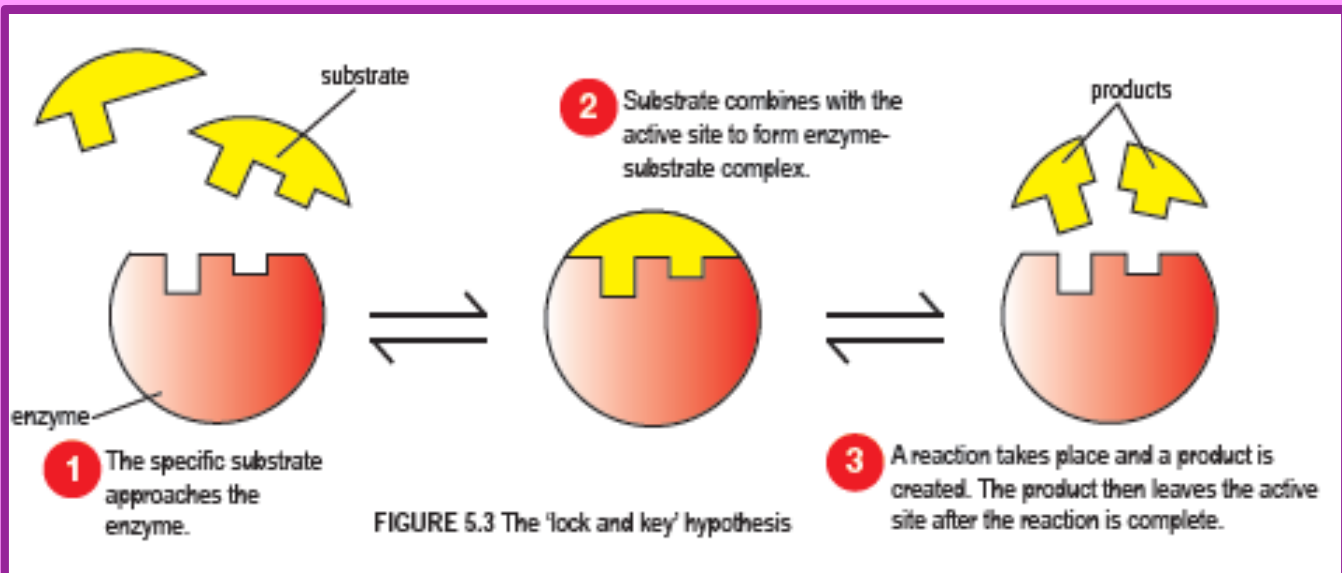 substrate
enzyme
1
The specific substrate
approaches the
enzyme.
2
Substrate combines with the
active site to form enzyme-
substrate complex.
products
3
A reaction takes place and a product is
created. The product then leaves the active
site after the reaction is complete.
FIGURE 5.3 The 'lock and key' hypothesis